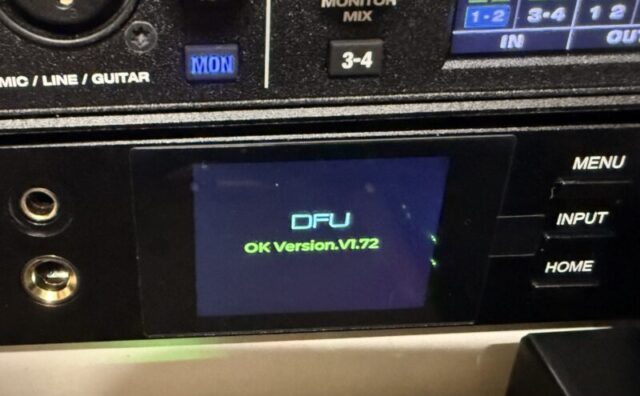 MONITOR
MIX
MIC / LINE / GUITAR
MON
3-4
1-2 3•4 1 2
IN OU
MENU
DFU
OK Version.V1.72
INPUT
HOME